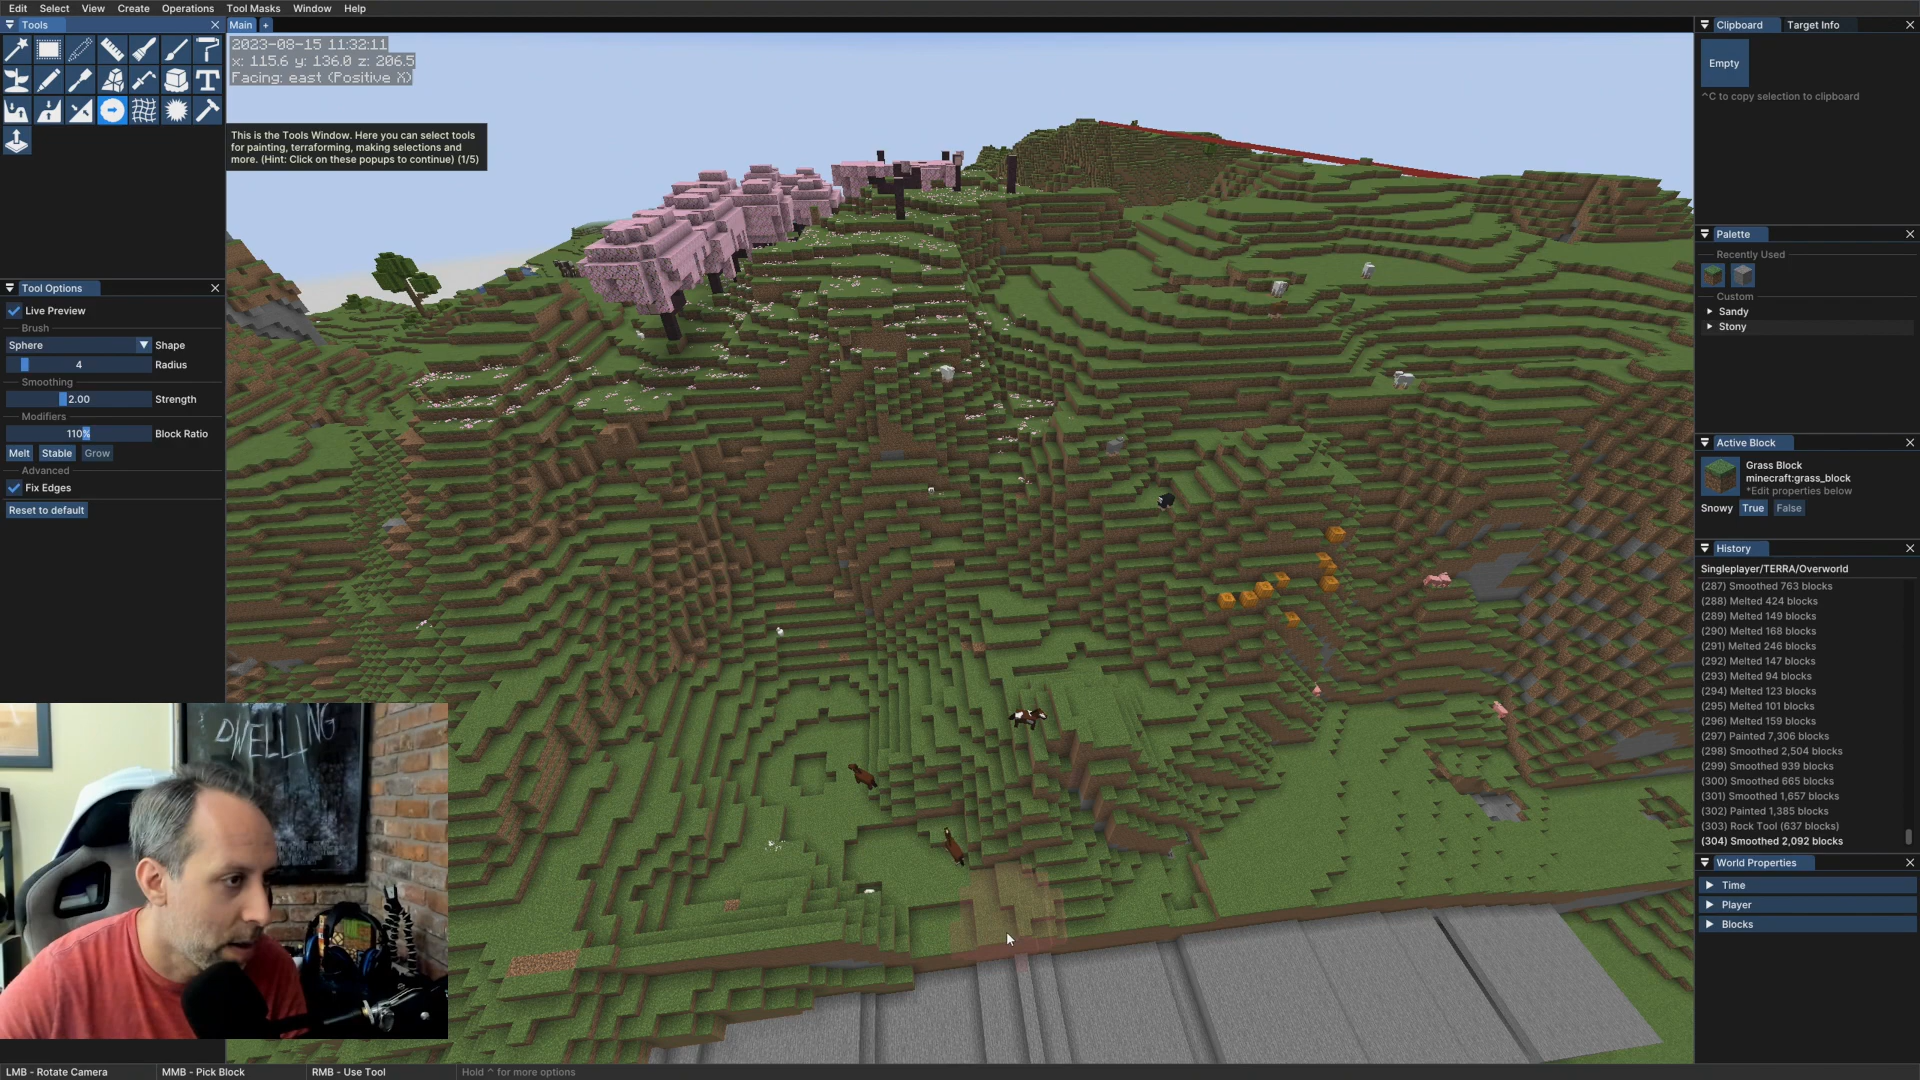 Edit Select View Create Operations Tool Masks Window Help
Tools
Main +
2023-08-15 11:32:11
x: 115.6 y: 136.0 z: 206.5
Facing: east (Positive X)
This is the Tools Window. Here you can select tools
for painting, terraforming, making selections and
more. (Hint: Click on these popups to continue) (1/5)
Tool Options
Live Preview
Brush
Sphere Shape
4 Radius
Smoothing
2.00 Strength
Modifiers
110% Block Ratio
Melt Stable Grow
Advanced
Fix Edges
Reset to default
DWELLING
Clipboard Target Info
Empty
^C to copy selection to clipboard
Palette
Recently Used
Custom
Sandy
Stony
Active Block
Grass Block
minecraft:grass_block
*Edit properties below
Snowy True False
History
Singleplayer/TERRA/Overworld
(287) Smoothed 763 blocks
(288) Melted 424 blocks
(289) Melted 149 blocks
(290) Melted 168 blocks
(291) Melted 246 blocks
(292) Melted 147 blocks
(293) Melted 94 blocks
(294) Melted 123 blocks
(295) Melted 101 blocks
(296) Melted 159 blocks
(297) Painted 7,306 blocks
(298) Smoothed 2,504 blocks
(299) Smoothed 939 blocks
(300) Smoothed 665 blocks
(301) Smoothed 1,657 blocks
(302) Painted 1,385 blocks
(303) Rock Tool (637 blocks)
(304) Smoothed 2,092 blocks
World Properties
Time
Player
Blocks
LMB - Rotate Camera MMB - Pick Block RMB - Use Tool Hold ^ for more options